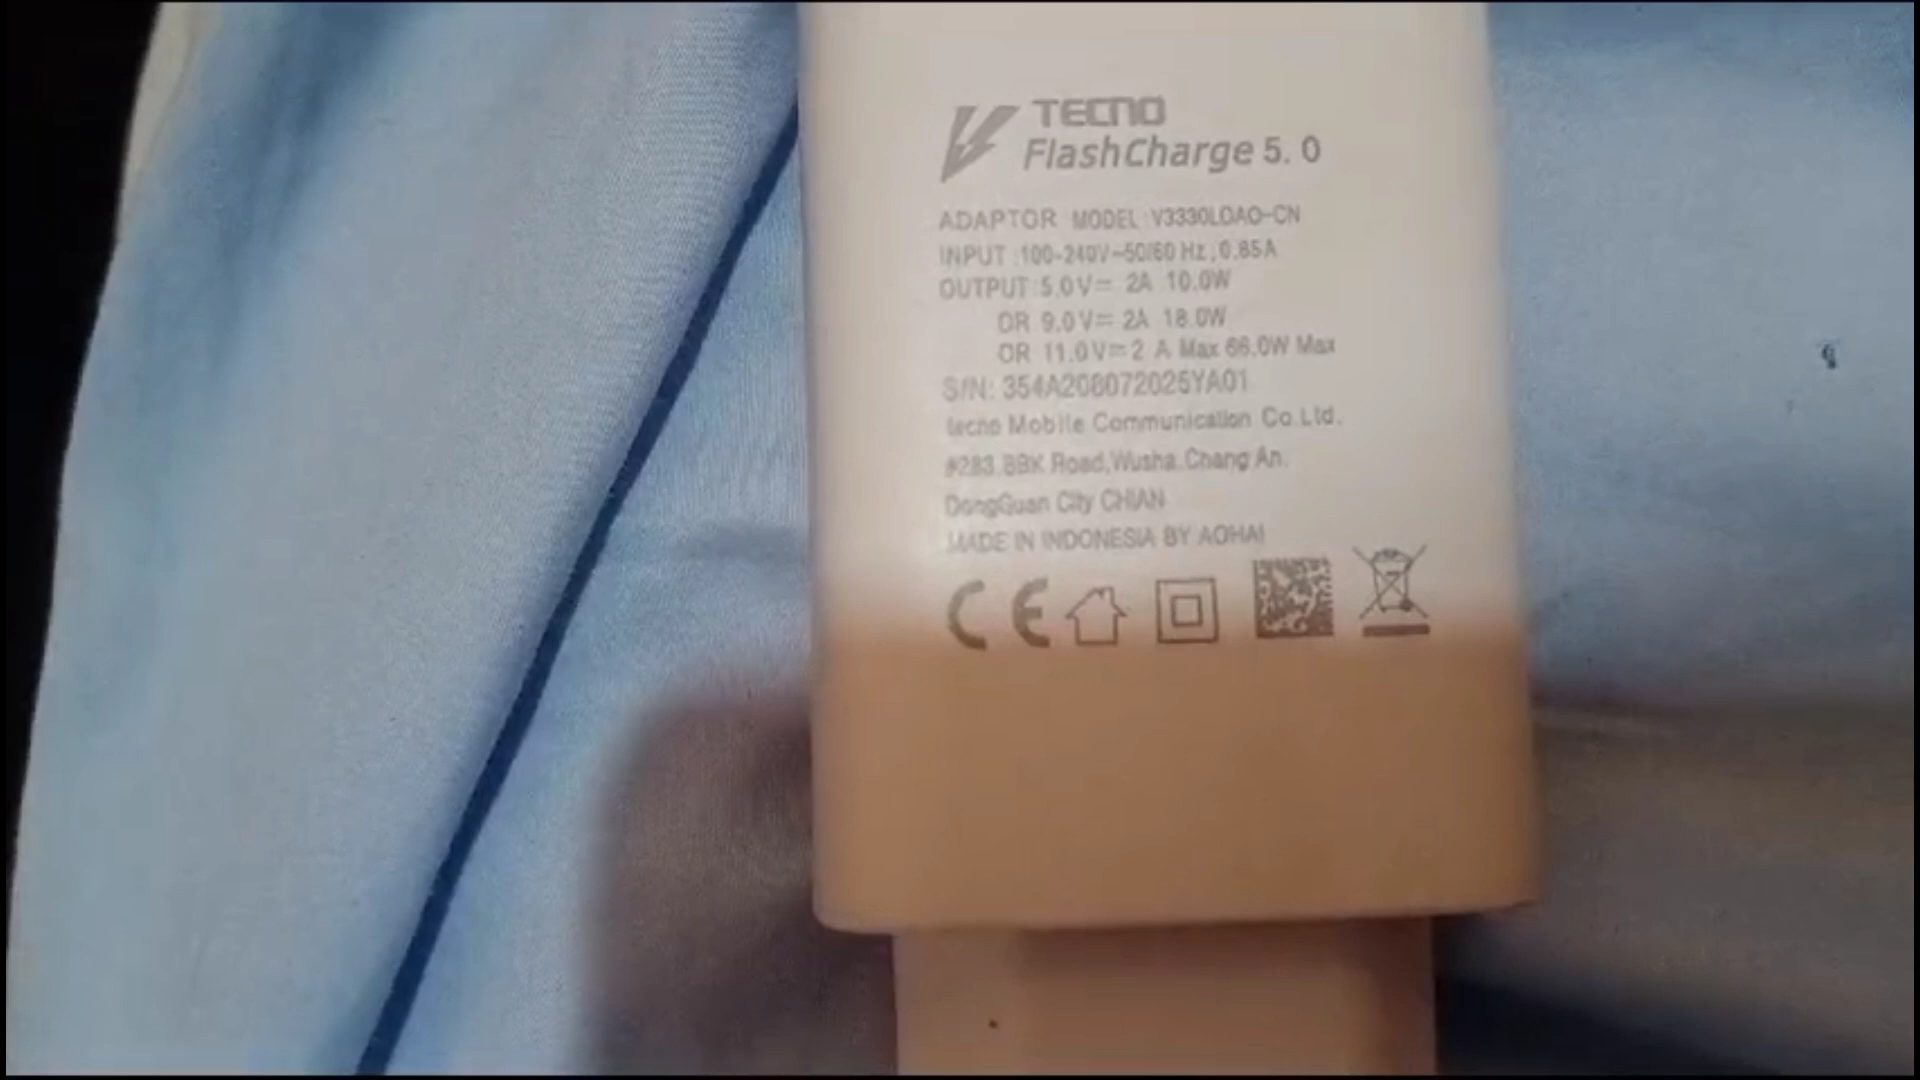 TECNO
FlashCharge 5.0
ADAPTOR MODEL:V3330LOAO-CN
INPUT:100-240V~50/60 Hz,0.85A
OUTPUT:5.0V= 2A 10.0W
OR 9.0V= 2A 18.0W
OR 11.0V=2 A Max 66.0W Max
S/N: 354A208072025YA01
tecno Mobile Communication Co.Ltd.
#283.BBK Road,Wusha.Chang An.
DongGuan City CHIAN
MADE IN INDONESIA BY AOHAI
CE